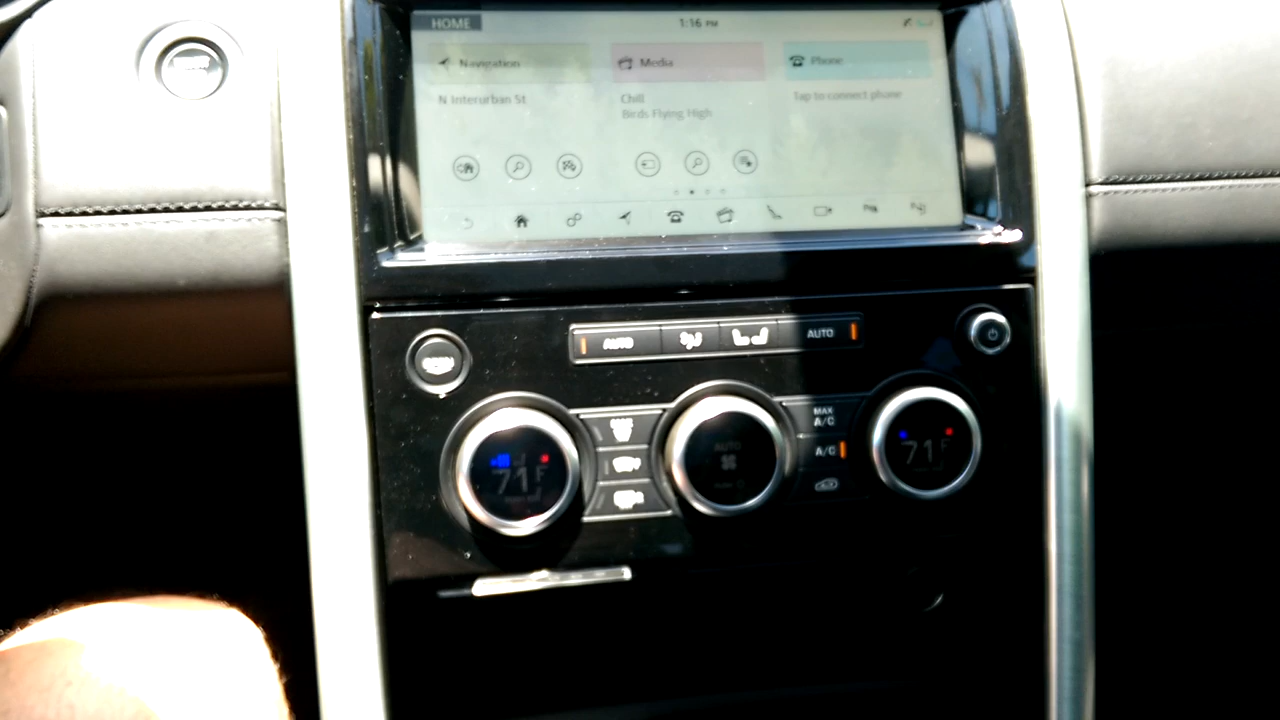 HOME
1:16 PM
Navigation
Media
Phone
N Interurban St
Chill
Birds Flying High
Tap to connect phone
AUTO
AUTO
MAX
A/C
AUTO
A/C
71 F
71 F